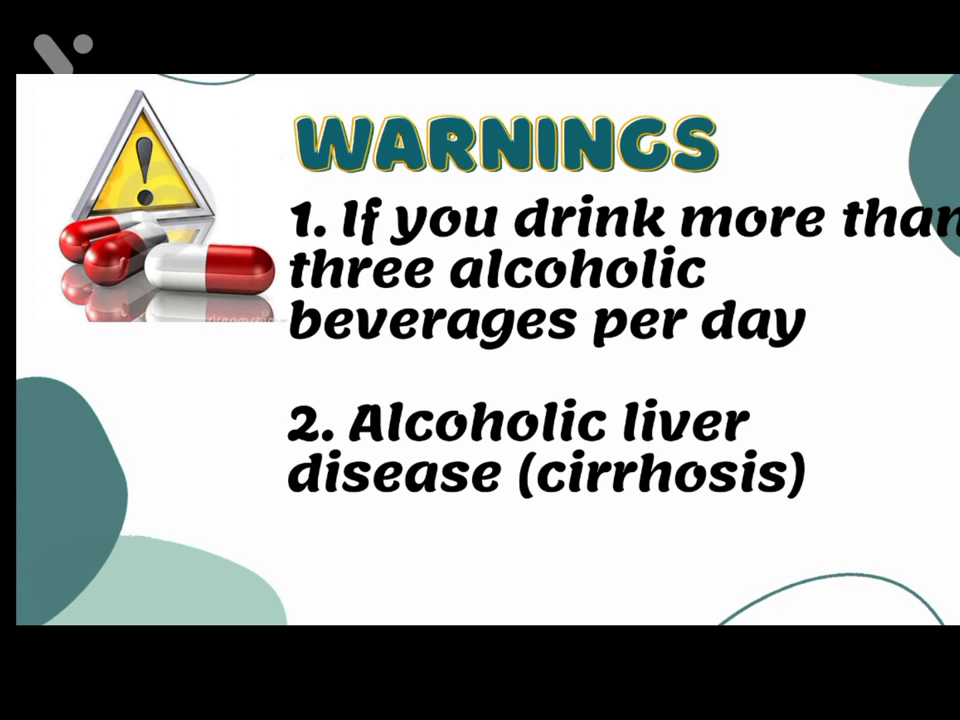 WARNINGS
1. If you drink more than
three alcoholic
beverages per day
2. Alcoholic liver
disease (cirrhosis)